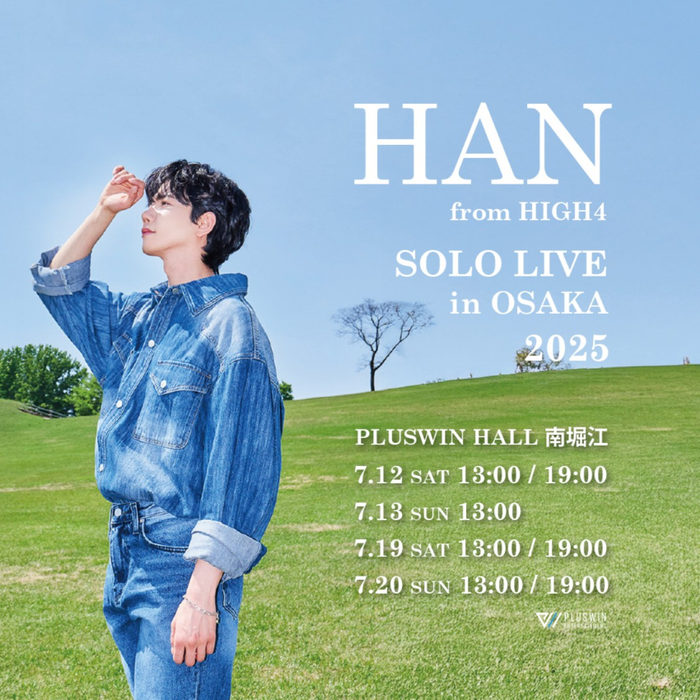 HAN
from HIGH4
SOLO LIVE
in OSAKA
2025
PLUSWIN HALL 南堀江
7.12 SAT 13:00 / 19:00
7.13 SUN 13:00
7.19 SAT 13:00 / 19:00
7.20 SUN 13:00 / 19:00
PLUSWIN
ENTERTAINMENT